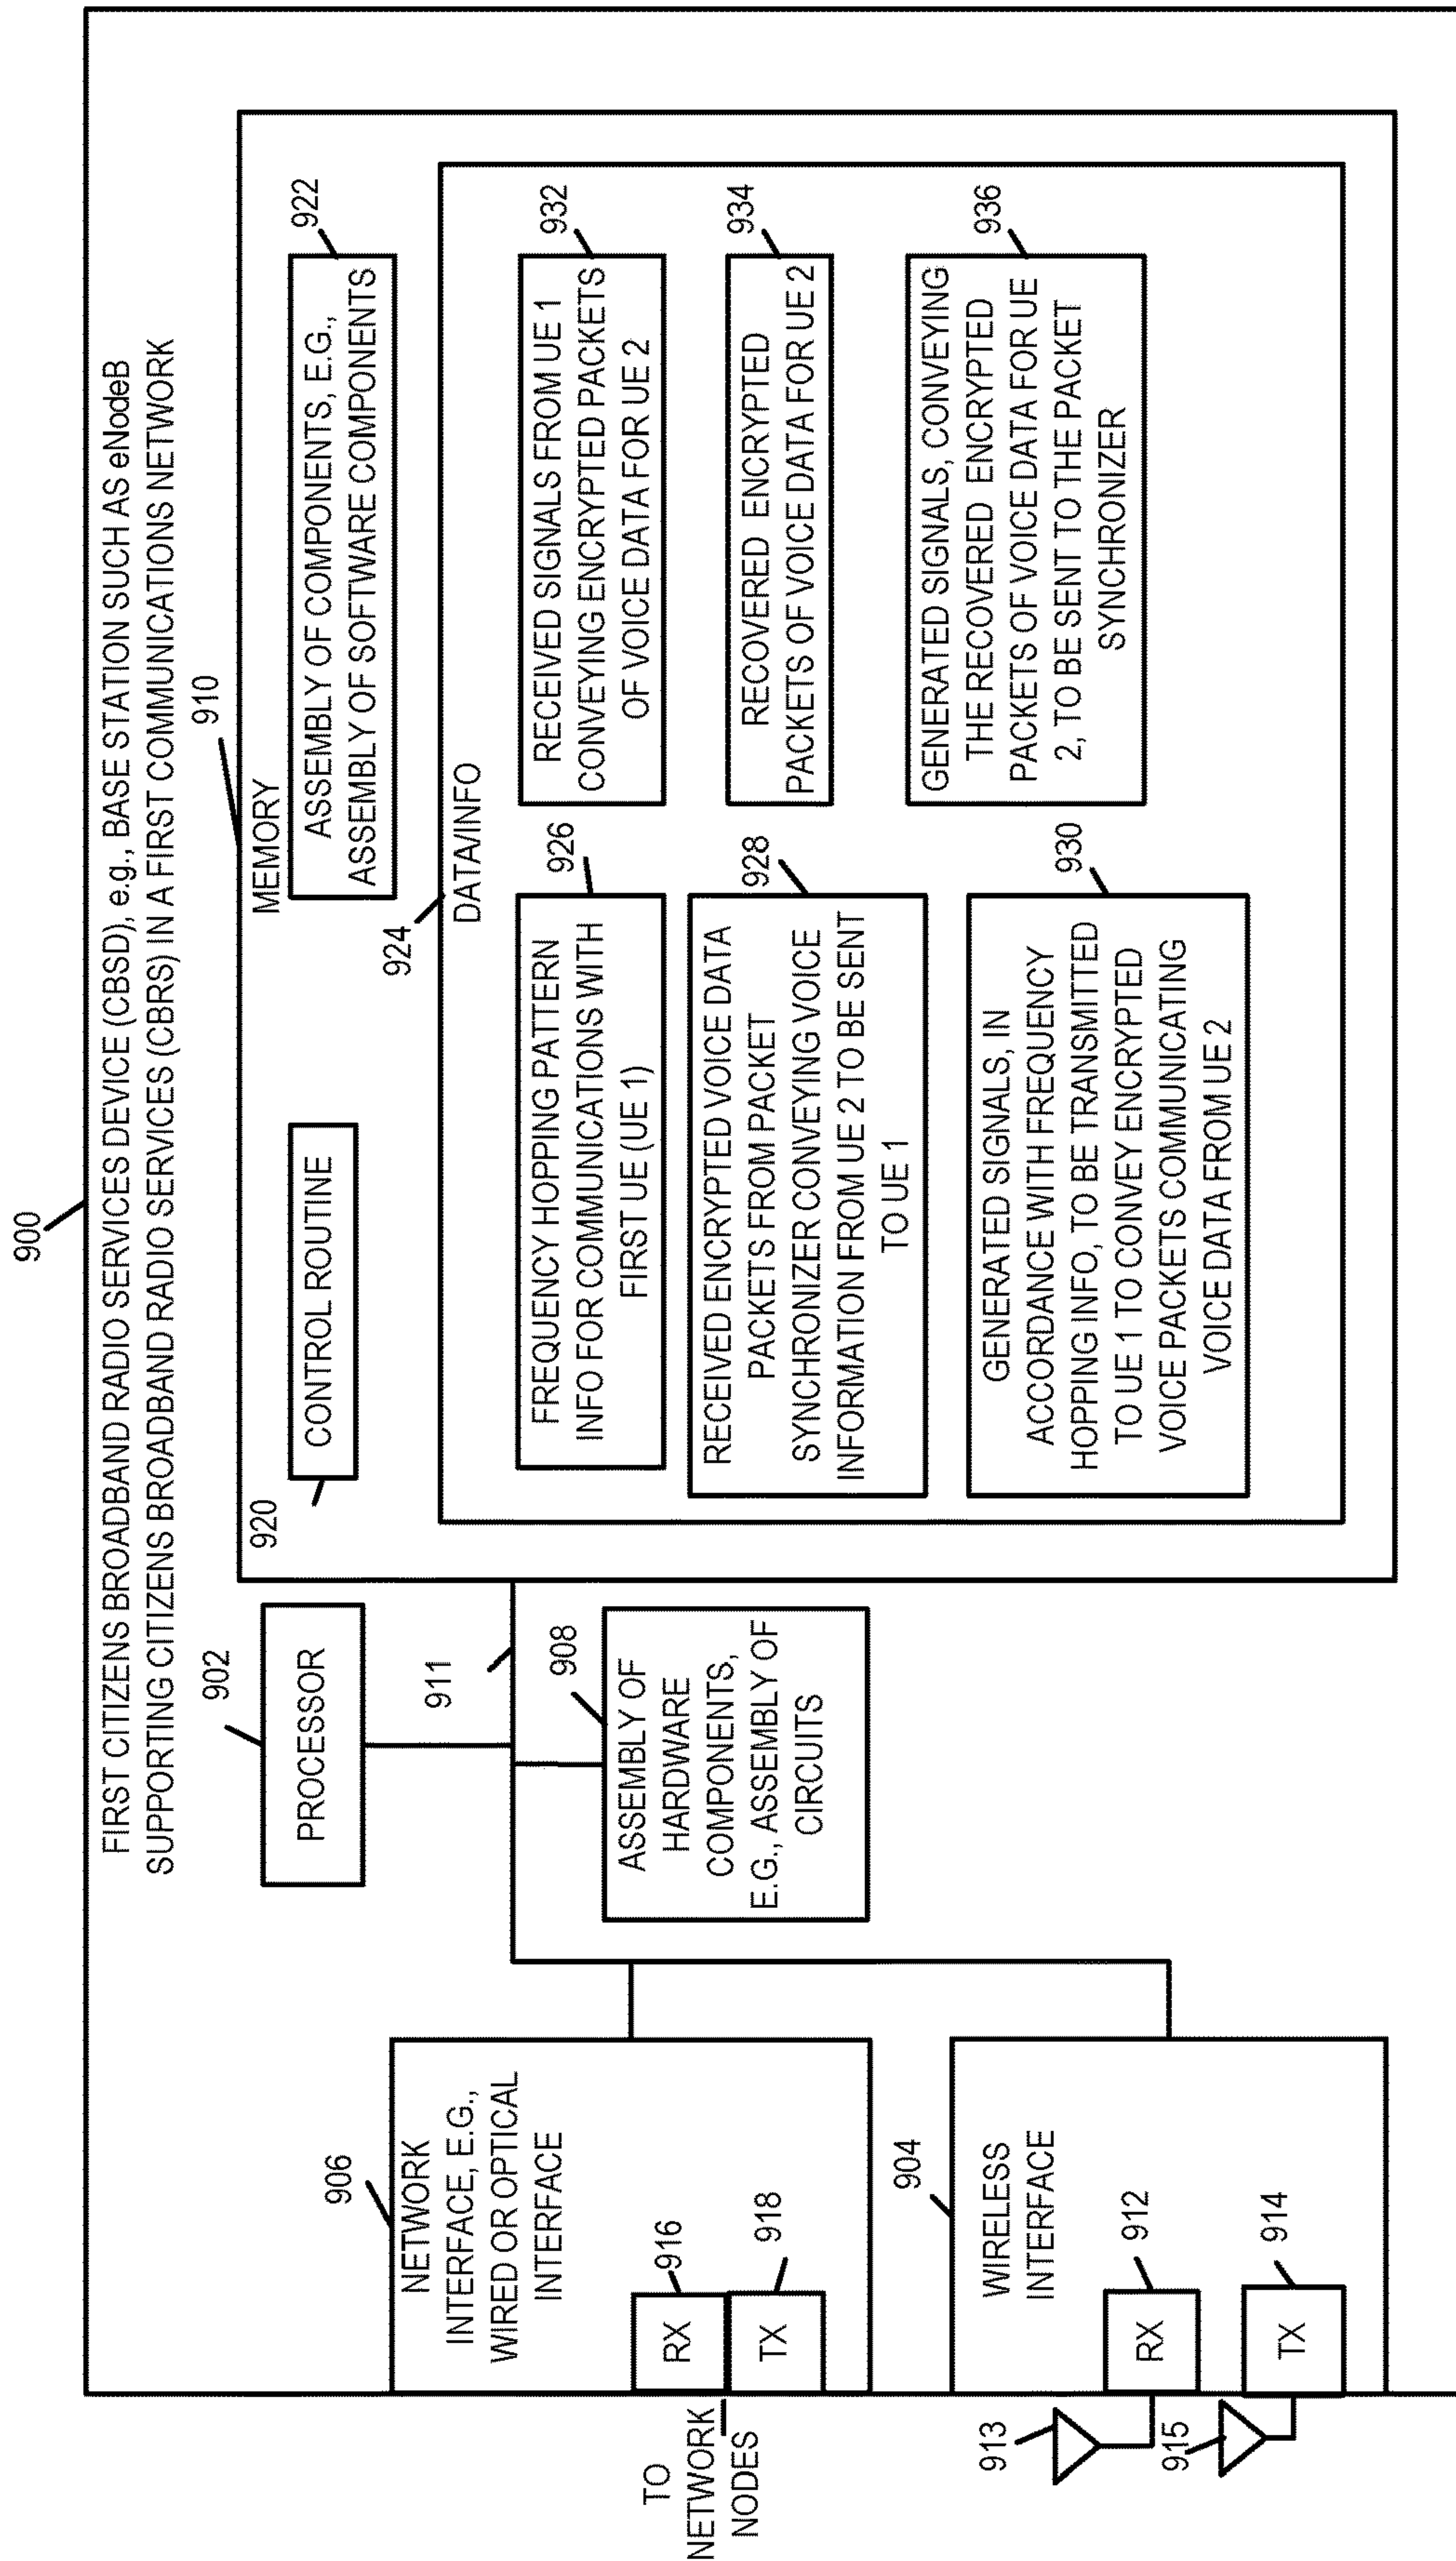 900
FIRST CITIZENS BROADBAND RADIO SERVICES DEVICE (CBSD), e.g., BASE STATION SUCH AS eNodeB
SUPPORTING CITIZENS BROADBAND RADIO SERVICES (CBRS) IN A FIRST COMMUNICATIONS NETWORK
906
NETWORK
INTERFACE, E.G.,
WIRED OR OPTICAL
INTERFACE
916
RX
918
TX
TO
NETWORK
NODES
904
WIRELESS
INTERFACE
912
RX
914
TX
913
915
902
PROCESSOR
911
908
ASSEMBLY OF
HARDWARE
COMPONENTS,
E.G., ASSEMBLY OF
CIRCUITS
910
MEMORY
920
CONTROL ROUTINE
922
ASSEMBLY OF COMPONENTS, E.G.,
ASSEMBLY OF SOFTWARE COMPONENTS
924
DATA/INFO
926
FREQUENCY HOPPING PATTERN
INFO FOR COMMUNICATIONS WITH
FIRST UE (UE 1)
928
RECEIVED ENCRYPTED VOICE DATA
PACKETS FROM PACKET
SYNCHRONIZER CONVEYING VOICE
INFORMATION FROM UE 2 TO BE SENT
TO UE 1
930
GENERATED SIGNALS, IN
ACCORDANCE WITH FREQUENCY
HOPPING INFO, TO BE TRANSMITTED
TO UE 1 TO CONVEY ENCRYPTED
VOICE PACKETS COMMUNICATING
VOICE DATA FROM UE 2
932
RECEIVED SIGNALS FROM UE 1
CONVEYING ENCRYPTED PACKETS
OF VOICE DATA FOR UE 2
934
RECOVERED ENCRYPTED
PACKETS OF VOICE DATA FOR UE 2
936
GENERATED SIGNALS, CONVEYING
THE RECOVERED ENCRYPTED
PACKETS OF VOICE DATA FOR UE
2, TO BE SENT TO THE PACKET
SYNCHRONIZER